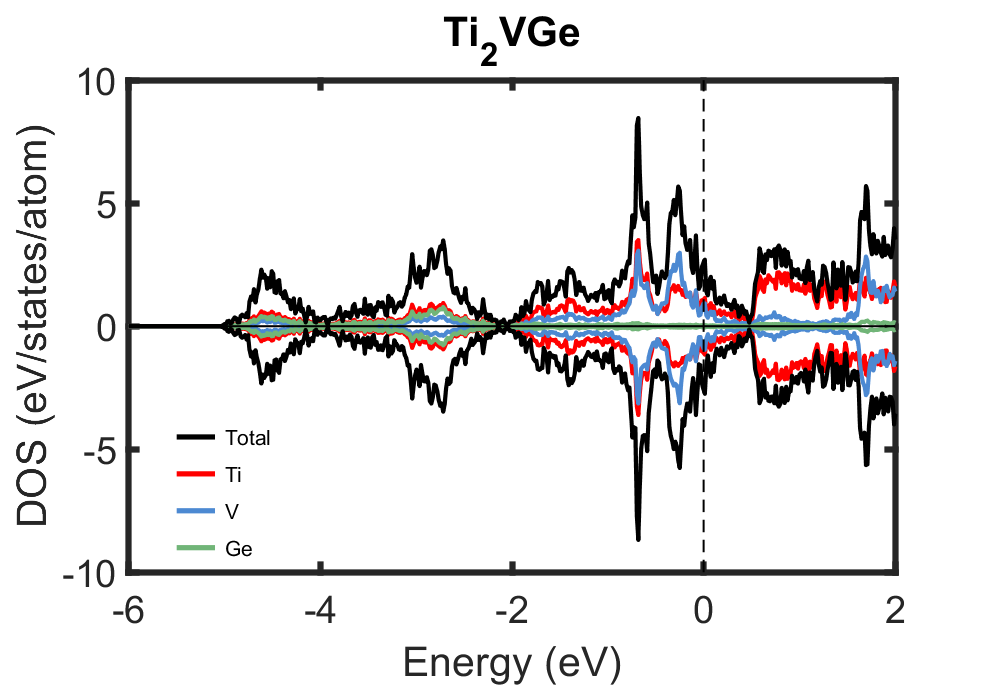 Ti2VGe
10
5
0
-5
-10
DOS (eV/states/atom)
Total
Ti
V
Ge
-6
-4
-2
0
2
Energy (eV)